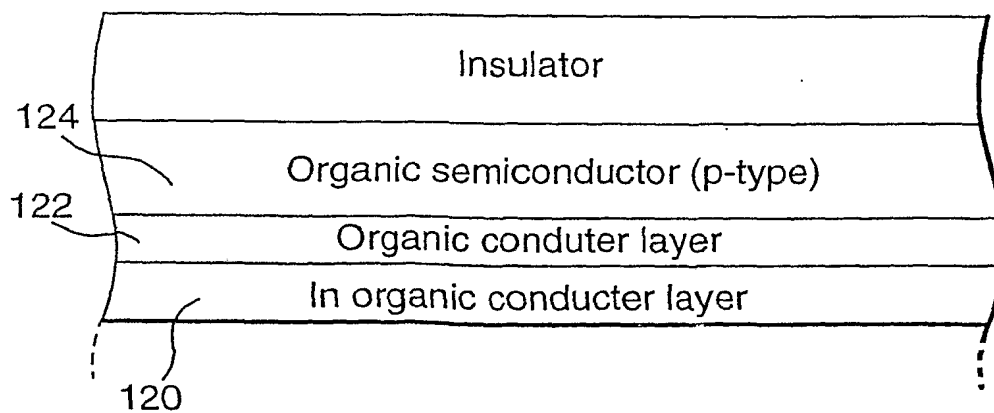 Insulator
124
Organic semiconductor (p-type)
122
Organic conduter layer
In organic conducter layer
120